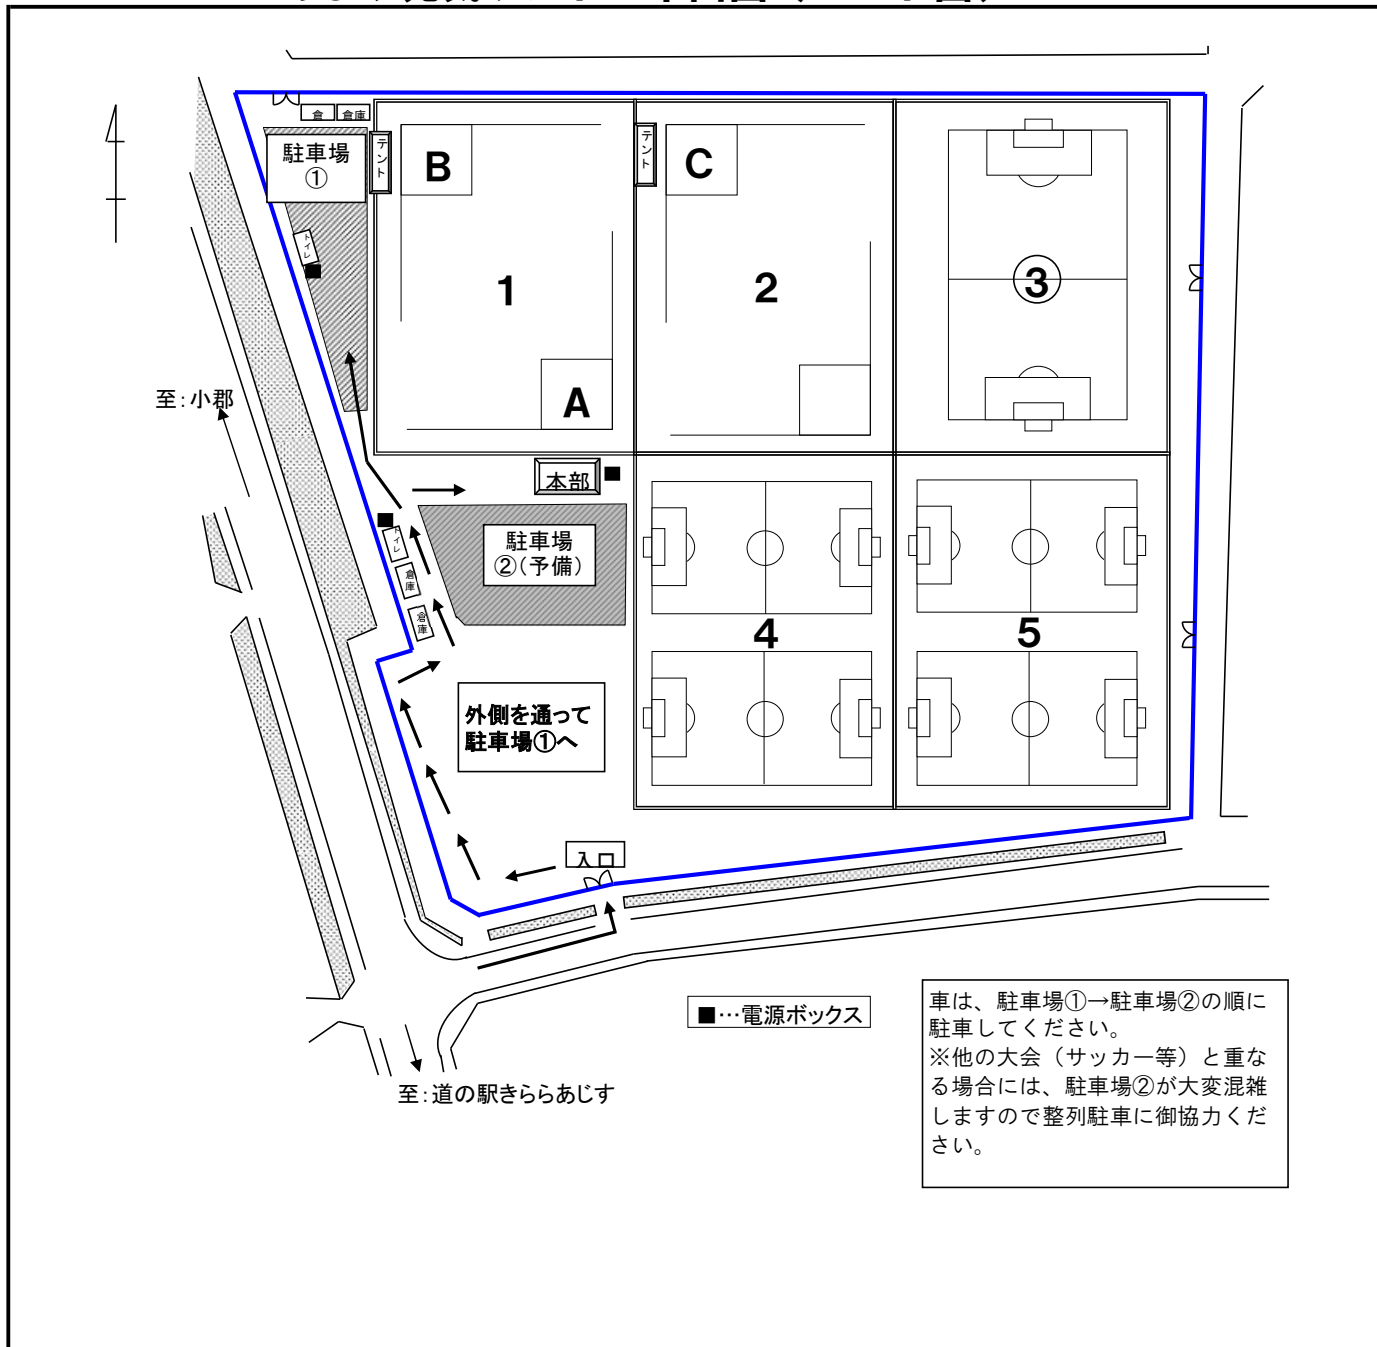 倉
倉庫
駐車場
①
テント
B
テント
C
トイレ
1
2
3
至:小郡
A
本部
駐車場
②(予備)
トイレ
倉庫
倉庫
4
5
外側を通って
駐車場①へ
入口
■…電源ボックス
車は、駐車場①→駐車場②の順に
駐車してください。
※他の大会（サッカー等）と重な
る場合には、駐車場②が大変混雑
しますので整列駐車に御協力くだ
さい。
至:道の駅きららあじす